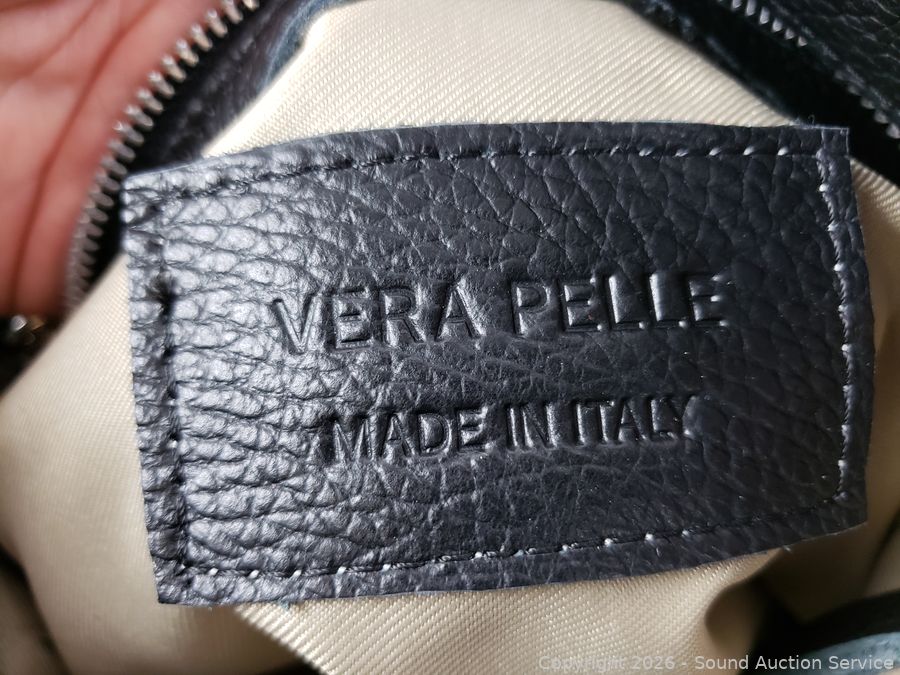 VERA PELLE
MADE IN ITALY
Copyright 2026 - Sound Auction Service